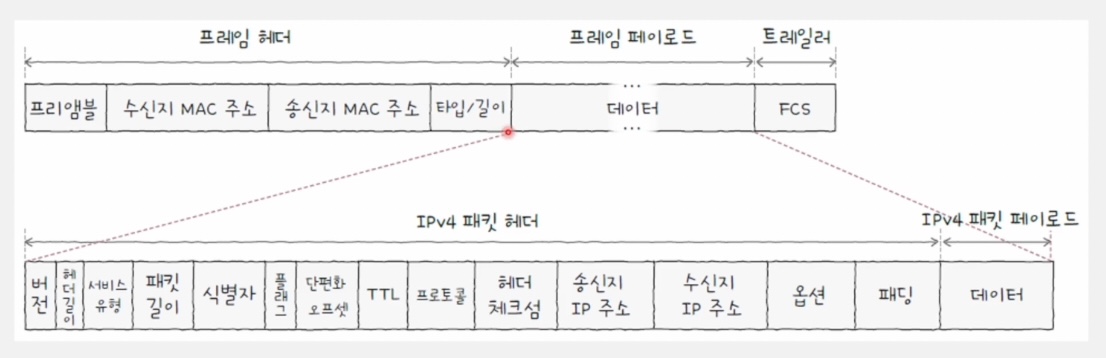 프레임 헤더
프레임 페이로드
트레일러
프리앰블
수신지 MAC 주소
송신지 MAC 주소
타입/길이
...
데이터
...
FCS
IPv4 패킷 헤더
IPv4 패킷 페이로드
버
전
헤
더
길
이
서비스
유형
패킷
길이
식별자
플
래
그
단편화
오프셋
TTL
프로토콜
헤더
체크섬
송신지
IP 주소
수신지
IP 주소
옵션
패딩
데이터